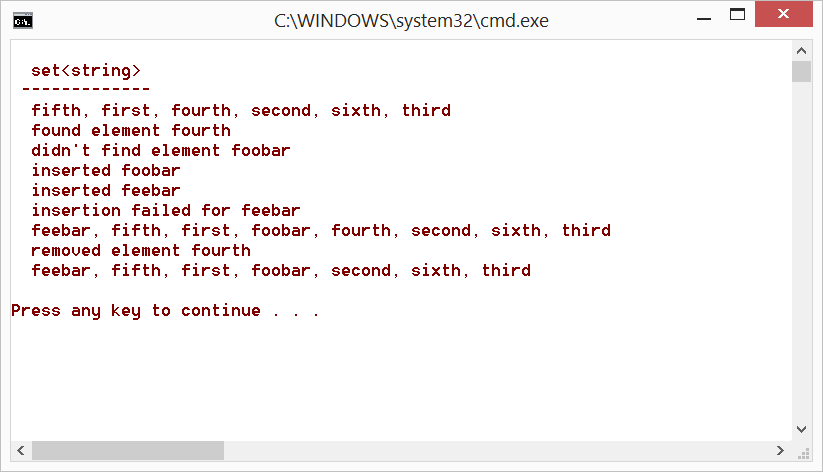 C:\WINDOWS\system32\cmd.exe
set<string>
-------------
fifth, first, fourth, second, sixth, third
found element fourth
didn't find element foobar
inserted foobar
inserted feebar
insertion failed for feebar
feebar, fifth, first, foobar, fourth, second, sixth, third
removed element fourth
feebar, fifth, first, foobar, second, sixth, third
Press any key to continue . . .